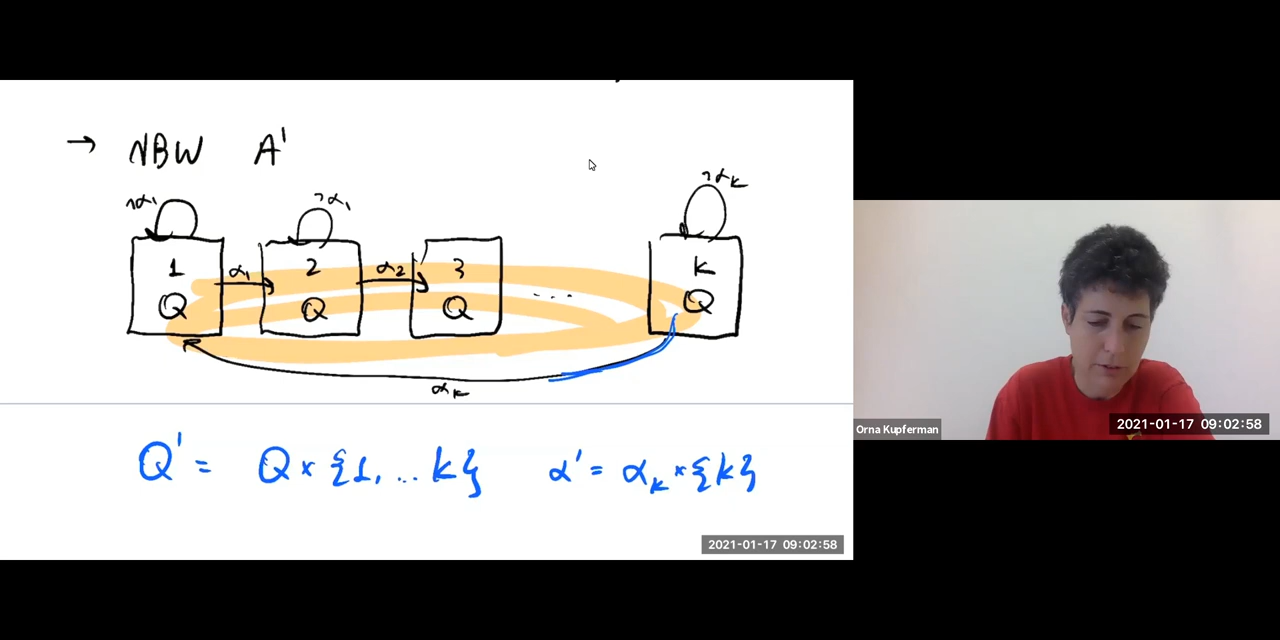 → NBW A'
¬α₁ ¬α₁ ¬αₖ
1 α₁ 2 α₂ 3 ... k
Q Q Q Q
αₖ
Q' = Q × {1, ... k} α' = αₖ × {k}
Orna Kupferman
2021-01-17 09:02:58
2021-01-17 09:02:58